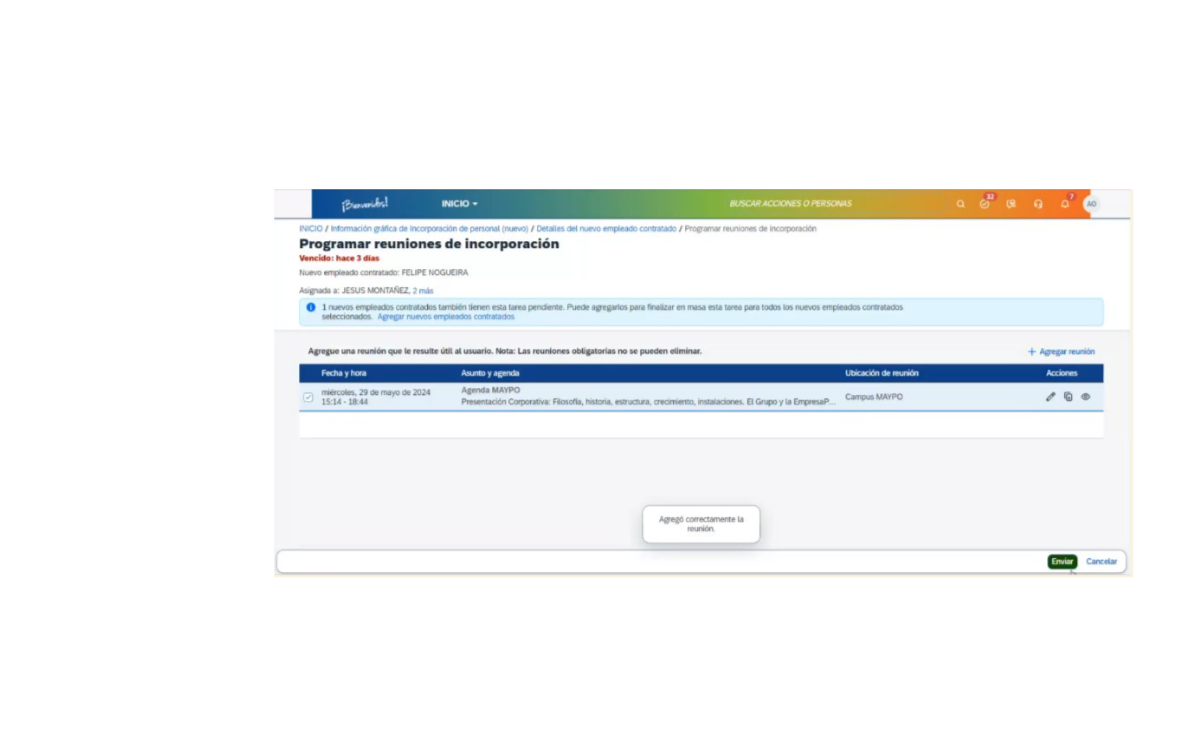 ¡Bienvenids!
INICIO
BUSCAR ACCIONES O PERSONAS
32
7
AO
INICIO / Información gráfica de incorporación de personal (nuevo) / Detalles del nuevo empleado contratado / Programar reuniones de incorporación
Programar reuniones de incorporación
Vencido: hace 3 días
Nuevo empleado contratado: FELIPE NOGUEIRA
Asignada a: JESUS MONTAÑEZ, 2 más
1 nuevos empleados contratados también tienen esta tarea pendiente. Puede agregarlos para finalizar en masa esta tarea para todos los nuevos empleados contratados
seleccionados. Agregar nuevos empleados contratados
Agregue una reunión que le resulte útil al usuario. Nota: Las reuniones obligatorias no se pueden eliminar.
+ Agregar reunión
Fecha y hora Asunto y agenda Ubicación de reunión Acciones
miércoles, 29 de mayo de 2024
15:14 - 18:44
Agenda MAYPO
Presentación Corporativa: Filosofía, historia, estructura, crecimiento, instalaciones, El Grupo y la EmpresaP...
Campus MAYPO
Agregó correctamente la
reunión.
Enviar Cancelar